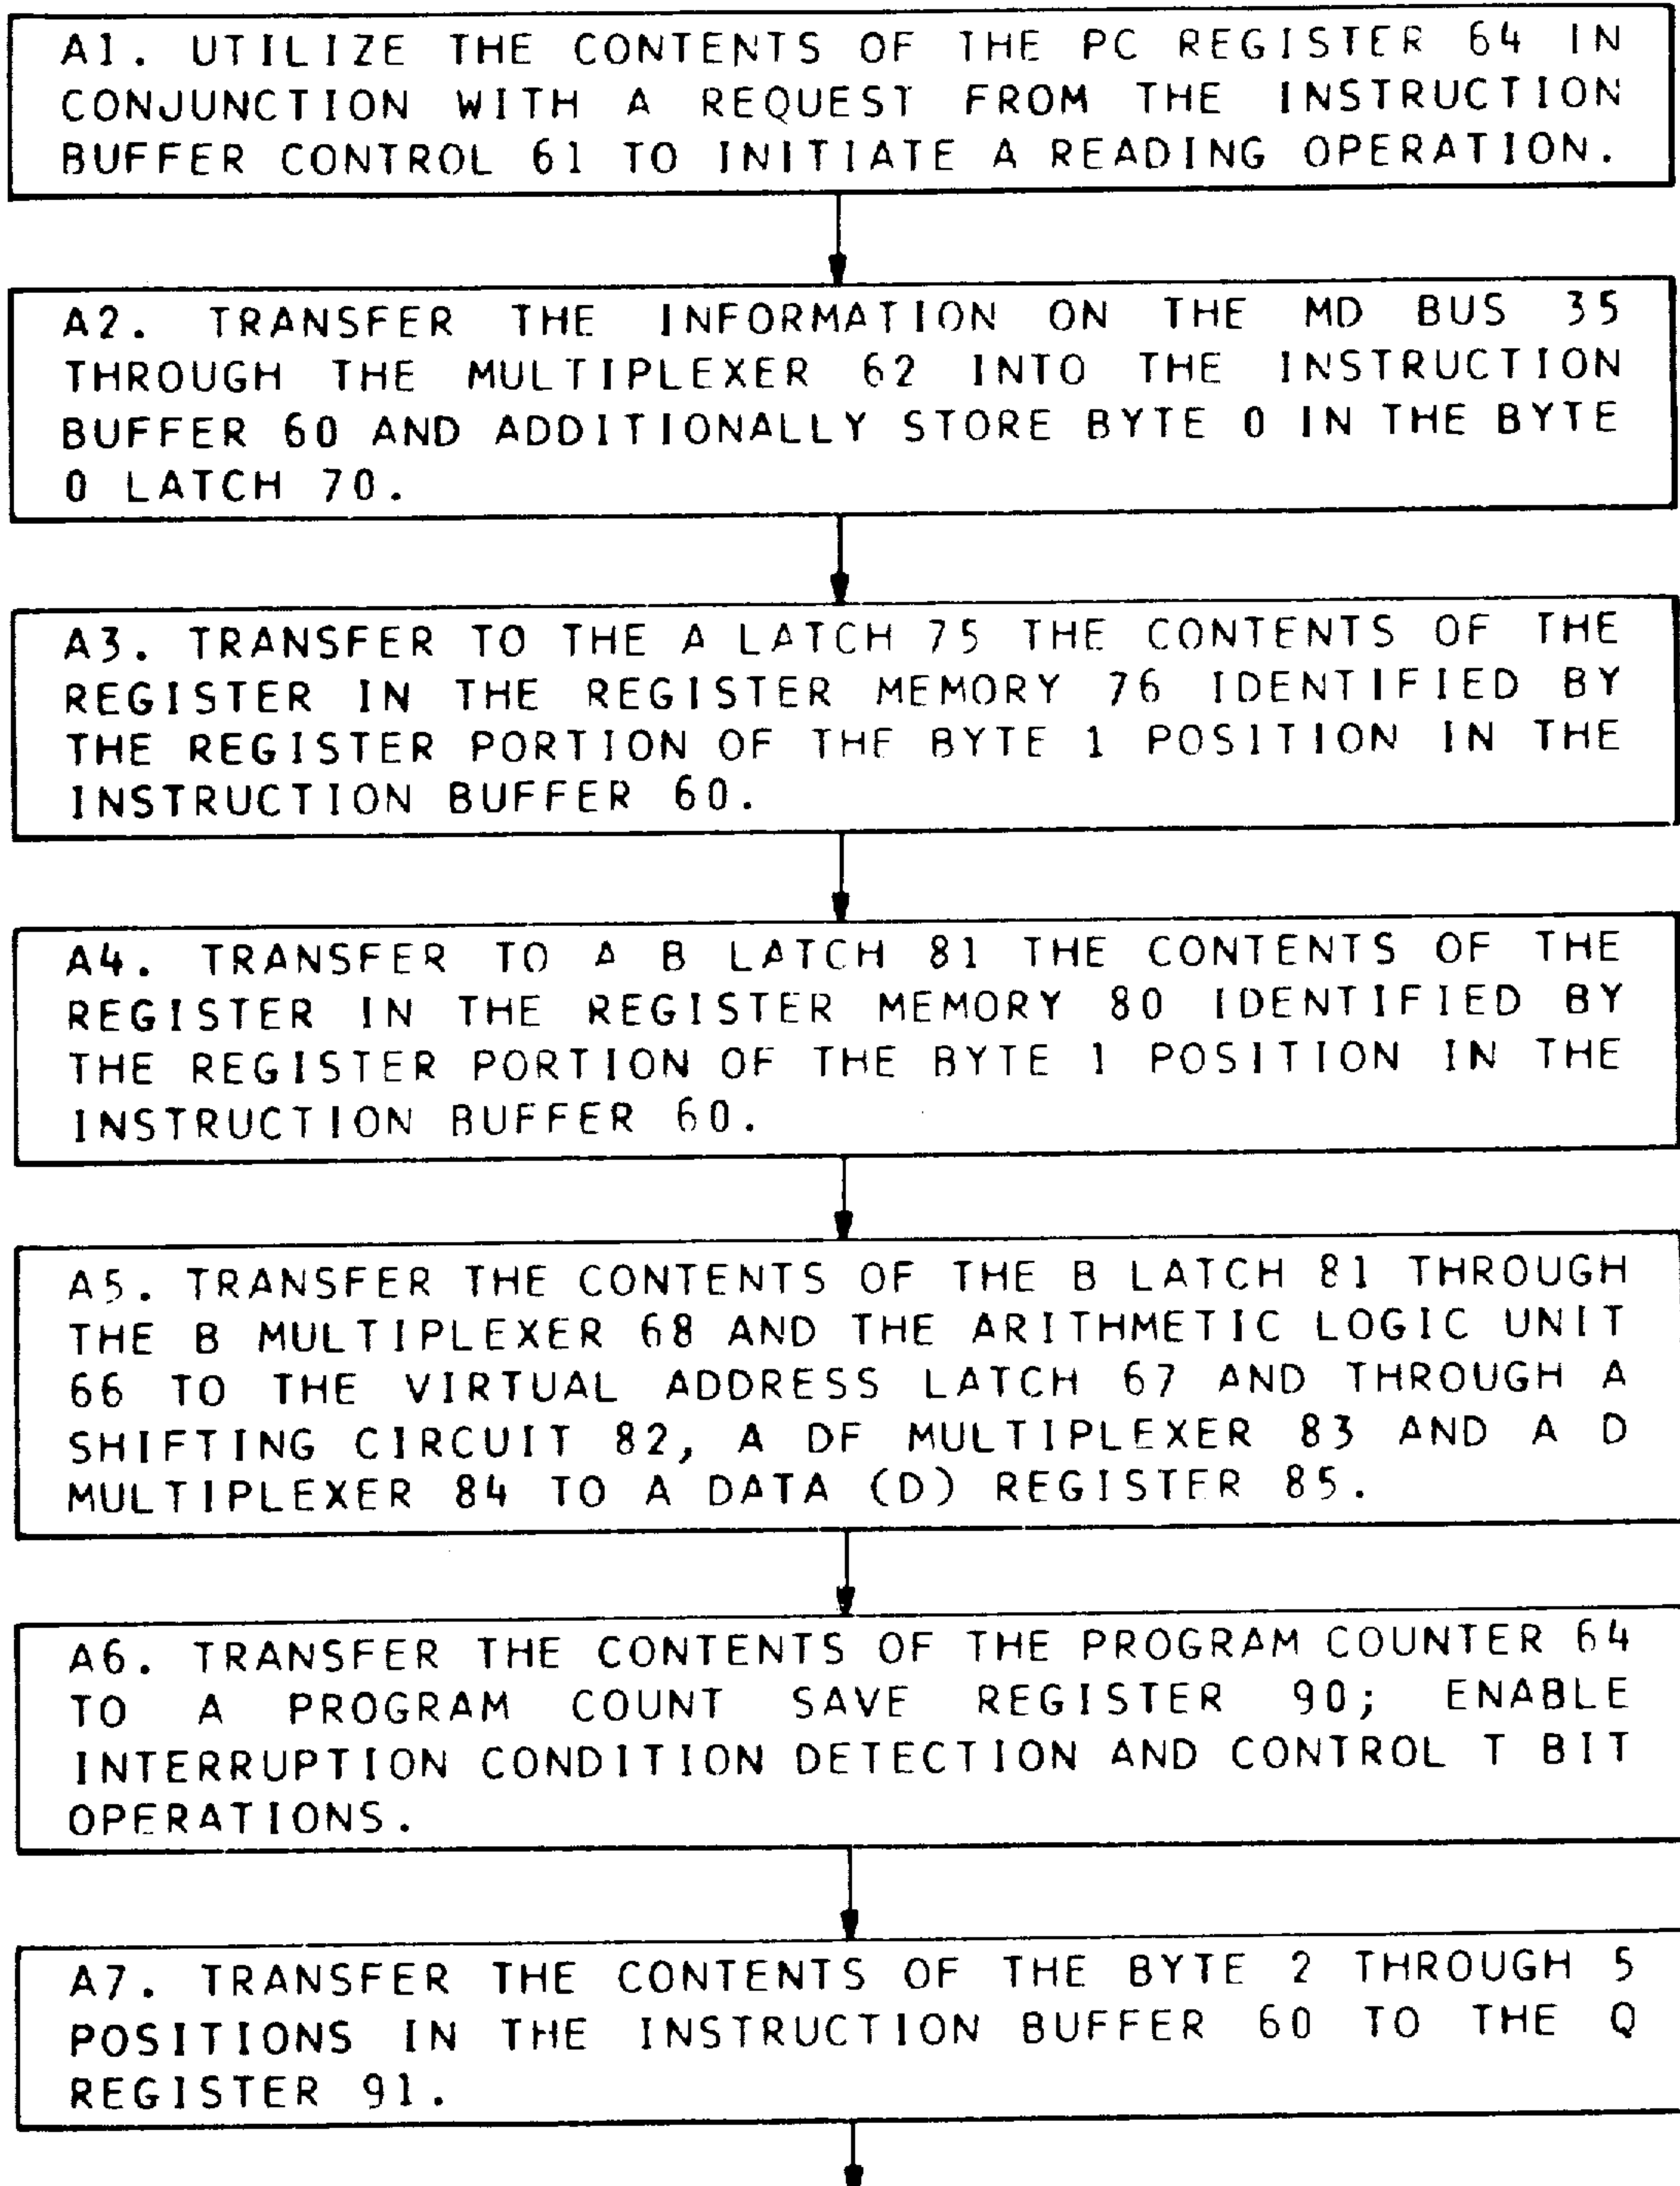 A1. UTILIZE THE CONTENTS OF THE PC REGISTER 64 IN
CONJUNCTION WITH A REQUEST FROM THE INSTRUCTION
BUFFER CONTROL 61 TO INITIATE A READING OPERATION.
A2. TRANSFER THE INFORMATION ON THE MD BUS 35
THROUGH THE MULTIPLEXER 62 INTO THE INSTRUCTION
BUFFER 60 AND ADDITIONALLY STORE BYTE 0 IN THE BYTE
0 LATCH 70.
A3. TRANSFER TO THE A LATCH 75 THE CONTENTS OF THE
REGISTER IN THE REGISTER MEMORY 76 IDENTIFIED BY
THE REGISTER PORTION OF THE BYTE 1 POSITION IN THE
INSTRUCTION BUFFER 60.
A4. TRANSFER TO A B LATCH 81 THE CONTENTS OF THE
REGISTER IN THE REGISTER MEMORY 80 IDENTIFIED BY
THE REGISTER PORTION OF THE BYTE 1 POSITION IN THE
INSTRUCTION BUFFER 60.
A5. TRANSFER THE CONTENTS OF THE B LATCH 81 THROUGH
THE B MULTIPLEXER 68 AND THE ARITHMETIC LOGIC UNIT
66 TO THE VIRTUAL ADDRESS LATCH 67 AND THROUGH A
SHIFTING CIRCUIT 82, A DF MULTIPLEXER 83 AND A D
MULTIPLEXER 84 TO A DATA (D) REGISTER 85.
A6. TRANSFER THE CONTENTS OF THE PROGRAM COUNTER 64
TO A PROGRAM COUNT SAVE REGISTER 90; ENABLE
INTERRUPTION CONDITION DETECTION AND CONTROL T BIT
OPERATIONS.
A7. TRANSFER THE CONTENTS OF THE BYTE 2 THROUGH 5
POSITIONS IN THE INSTRUCTION BUFFER 60 TO THE Q
REGISTER 91.